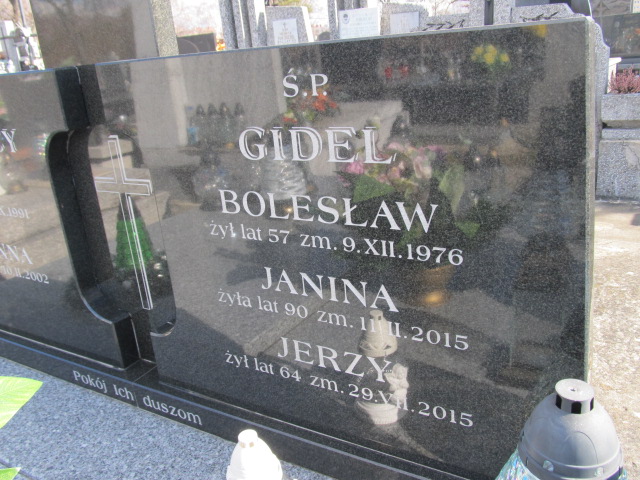 Ś.P.
GIDEL
BOLESŁAW
żył lat 57 zm. 9.XII.1976
JANINA
żyła lat 90 zm. 11.II.2015
JERZY
żył lat 64 zm. 29.XII.2015
Pokój Ich duszom